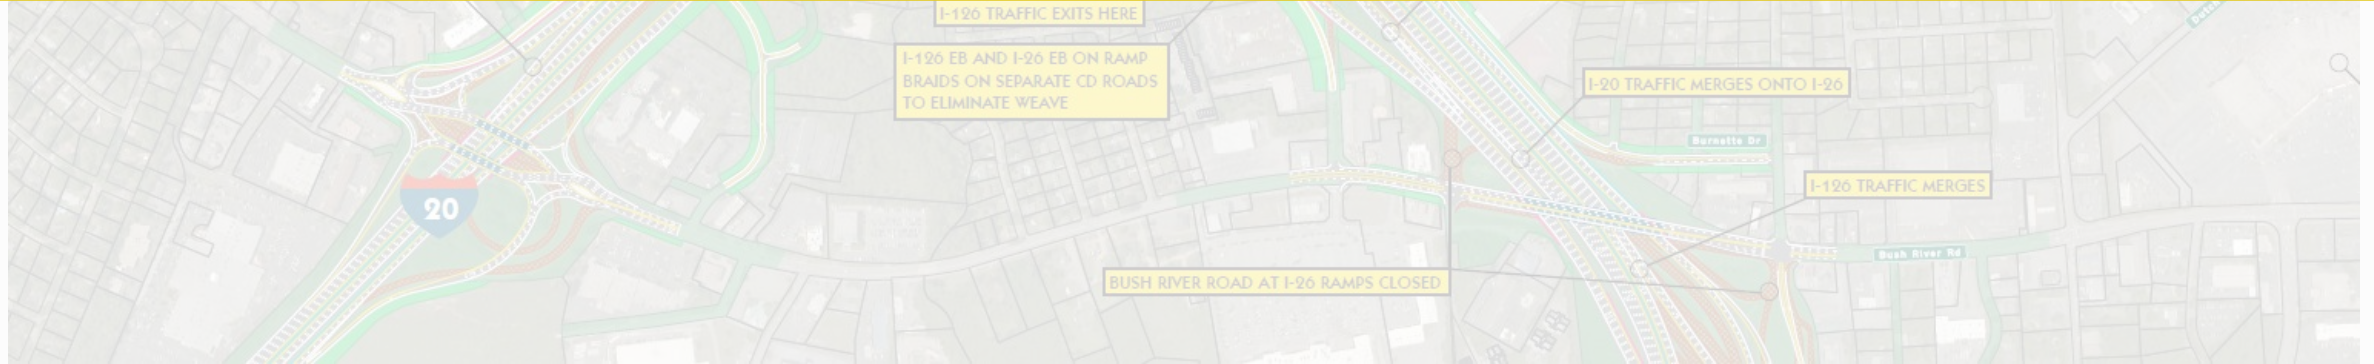 I-126 TRAFFIC EXITS HERE
I-126 EB AND I-26 EB ON RAMP
BRAIDS ON SEPARATE CD ROADS
TO ELIMINATE WEAVE
I-20 TRAFFIC MERGES ONTO I-26
Burnette Dr
I-126 TRAFFIC MERGES
20
Bush River Rd
BUSH RIVER ROAD AT I-26 RAMPS CLOSED